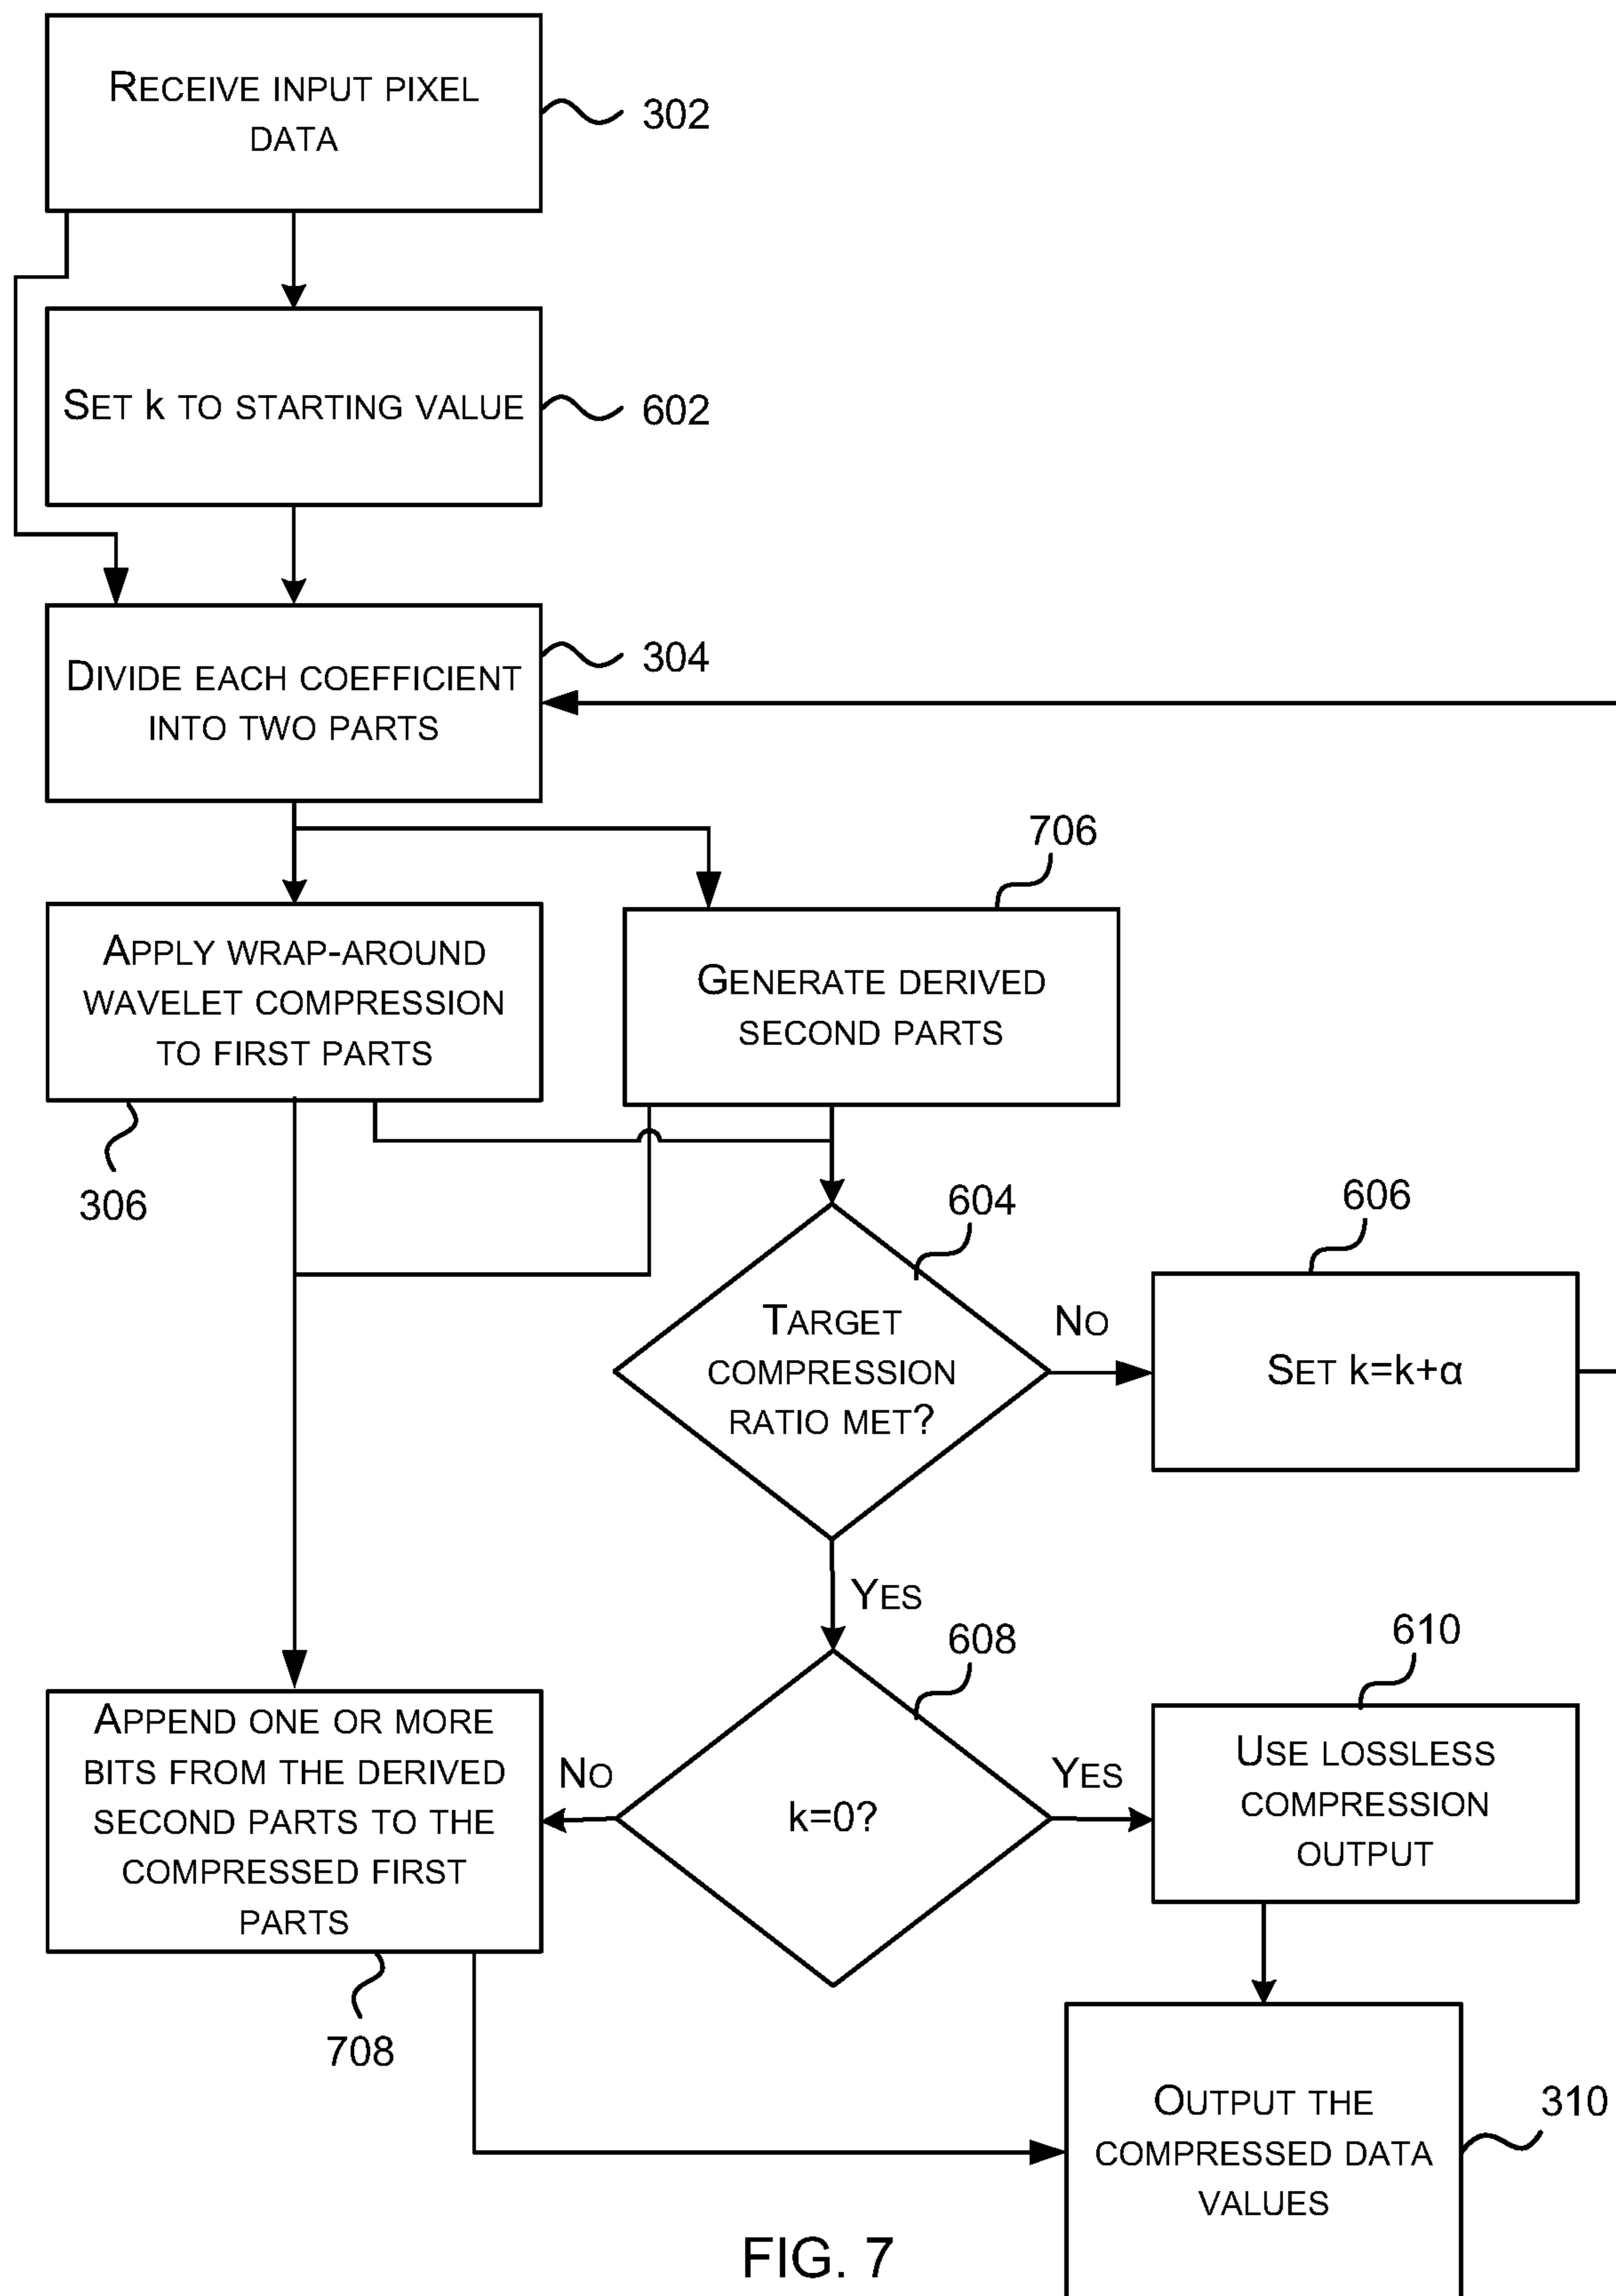 Receive input pixel
data
302
Set k to starting value
602
Divide each coefficient
into two parts
304
706
Apply wrap-around
wavelet compression
to first parts
306
Generate derived
second parts
604
606
Target
compression
ratio met?
No
Set k=k+α
Yes
608
610
Append one or more
bits from the derived
second parts to the
compressed first
parts
No
k=0?
Yes
Use lossless
compression
output
708
Output the
compressed data
values
310
FIG. 7